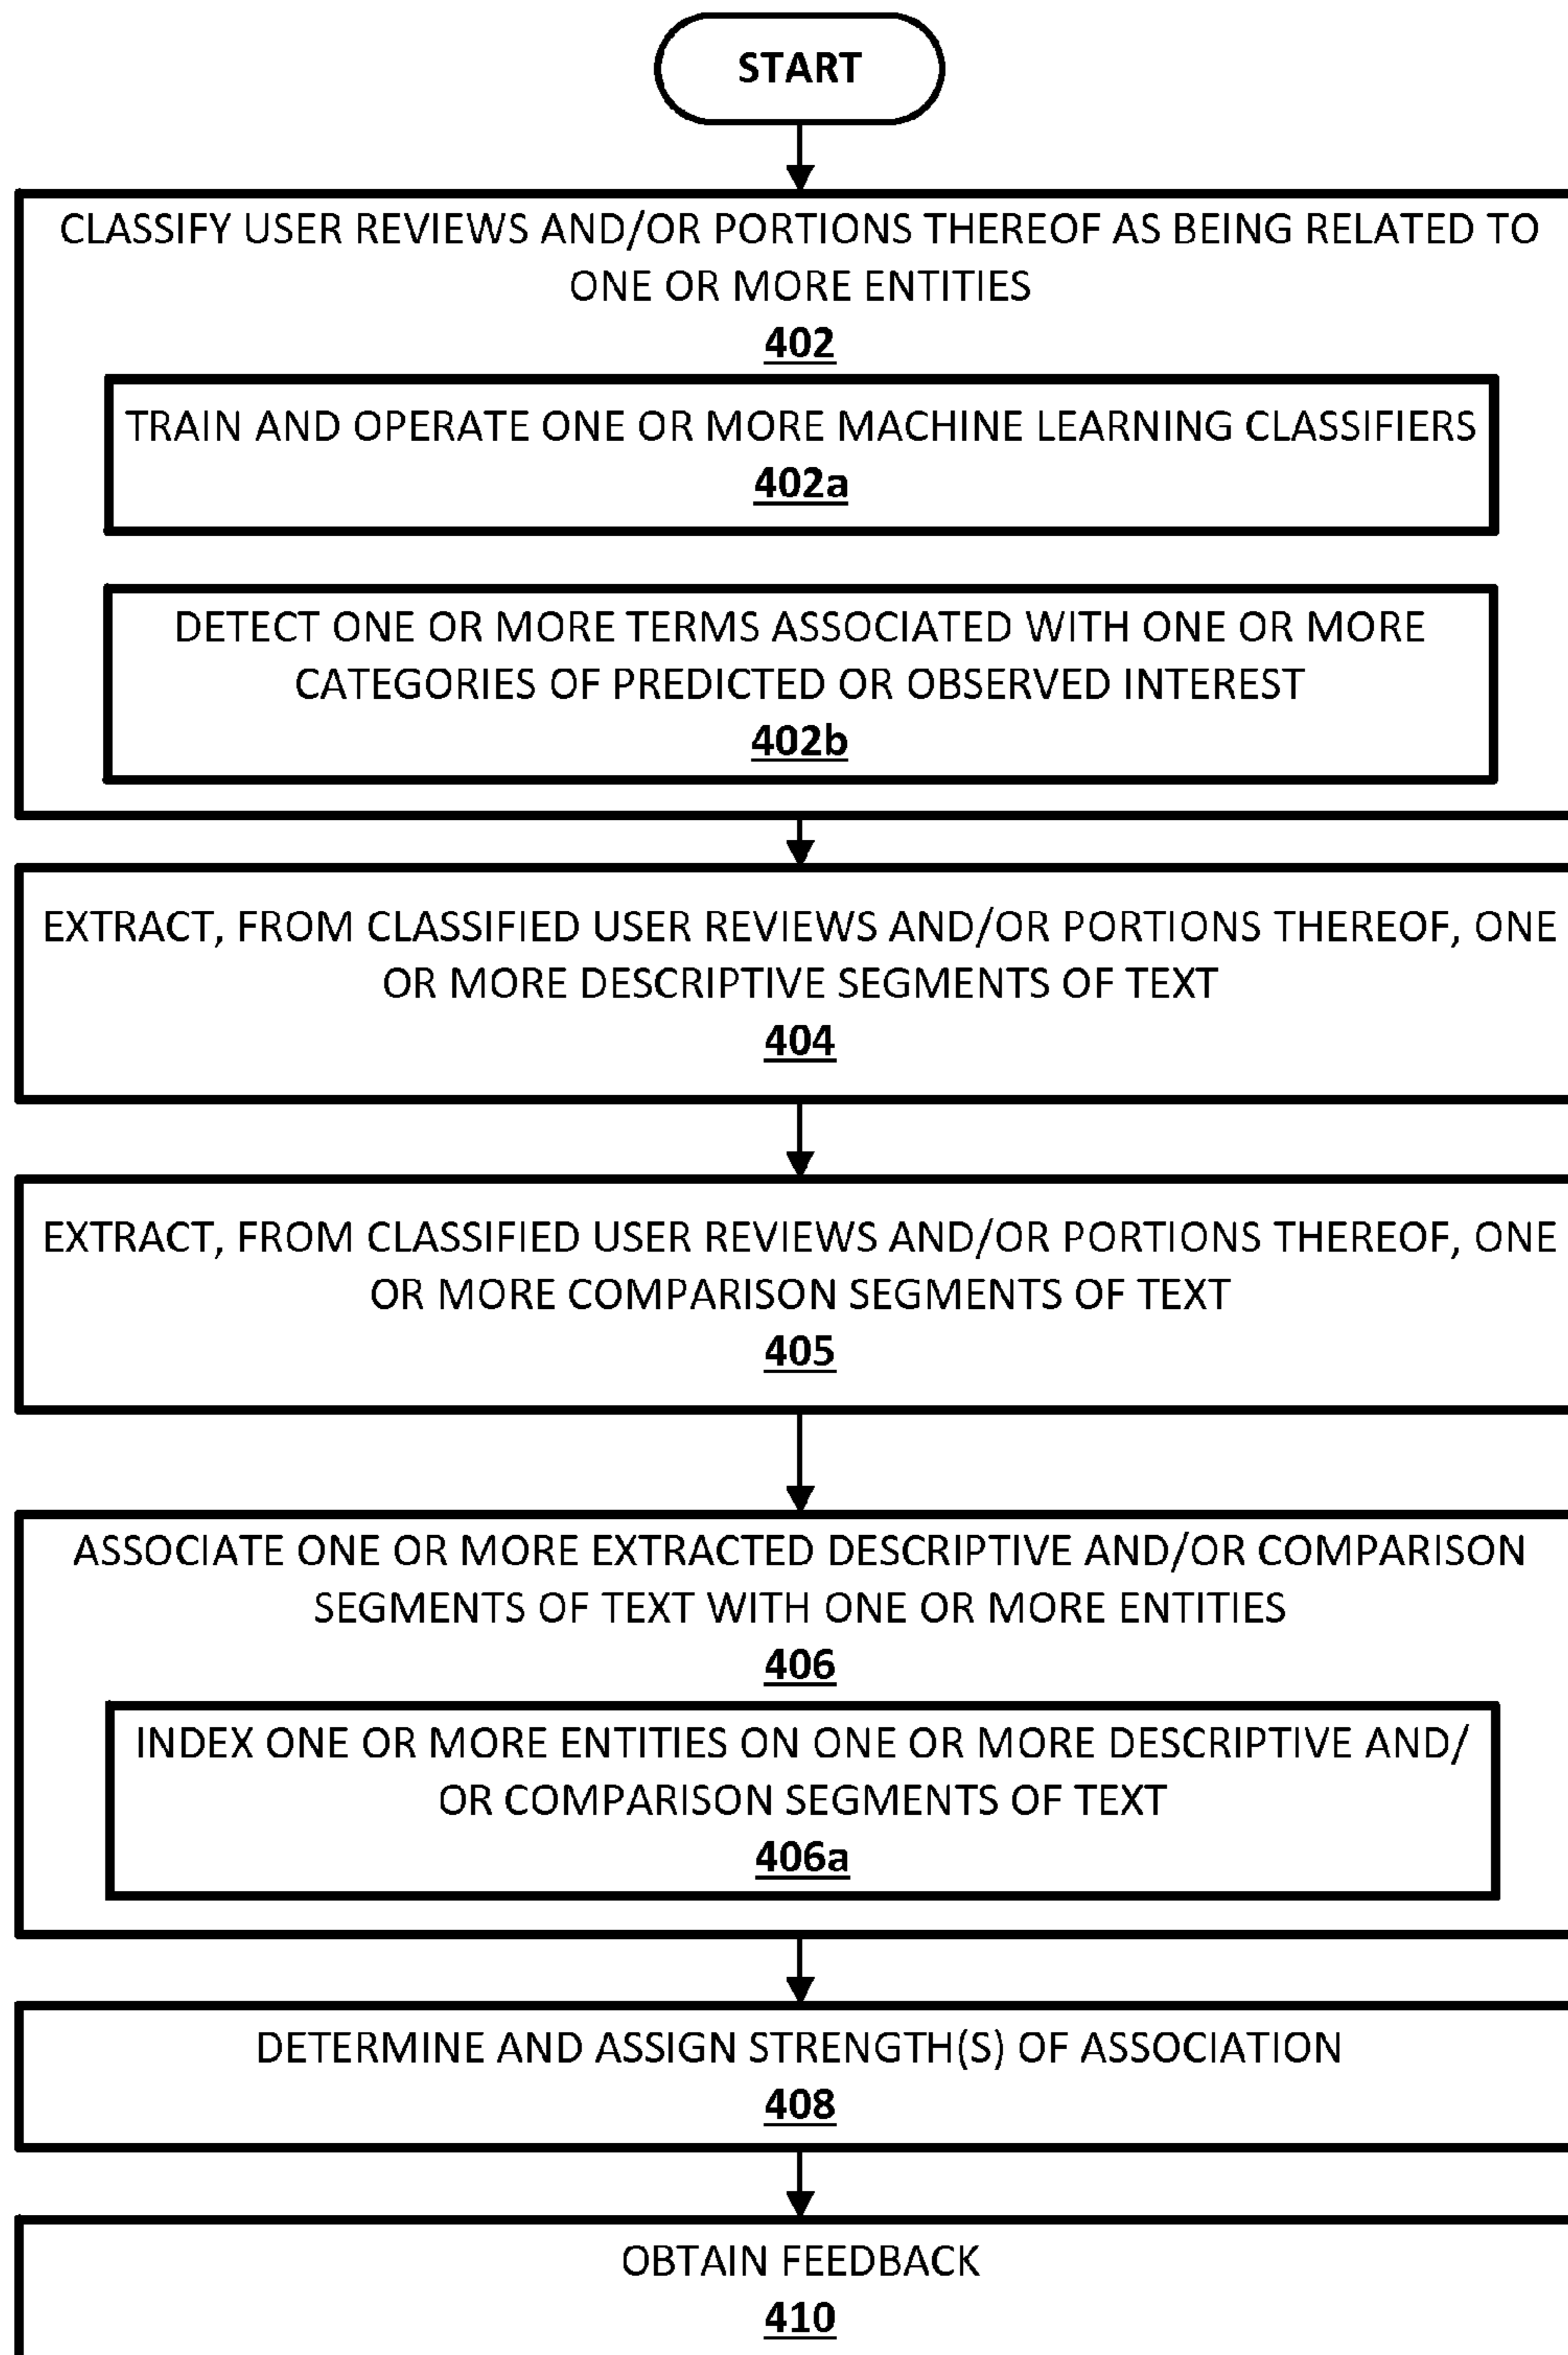 START
CLASSIFY USER REVIEWS AND/OR PORTIONS THEREOF AS BEING RELATED TO
ONE OR MORE ENTITIES
402
TRAIN AND OPERATE ONE OR MORE MACHINE LEARNING CLASSIFIERS
402a
DETECT ONE OR MORE TERMS ASSOCIATED WITH ONE OR MORE
CATEGORIES OF PREDICTED OR OBSERVED INTEREST
402b
EXTRACT, FROM CLASSIFIED USER REVIEWS AND/OR PORTIONS THEREOF, ONE
OR MORE DESCRIPTIVE SEGMENTS OF TEXT
404
EXTRACT, FROM CLASSIFIED USER REVIEWS AND/OR PORTIONS THEREOF, ONE
OR MORE COMPARISON SEGMENTS OF TEXT
405
ASSOCIATE ONE OR MORE EXTRACTED DESCRIPTIVE AND/OR COMPARISON
SEGMENTS OF TEXT WITH ONE OR MORE ENTITIES
406
INDEX ONE OR MORE ENTITIES ON ONE OR MORE DESCRIPTIVE AND/
OR COMPARISON SEGMENTS OF TEXT
406a
DETERMINE AND ASSIGN STRENGTH(S) OF ASSOCIATION
408
OBTAIN FEEDBACK
410